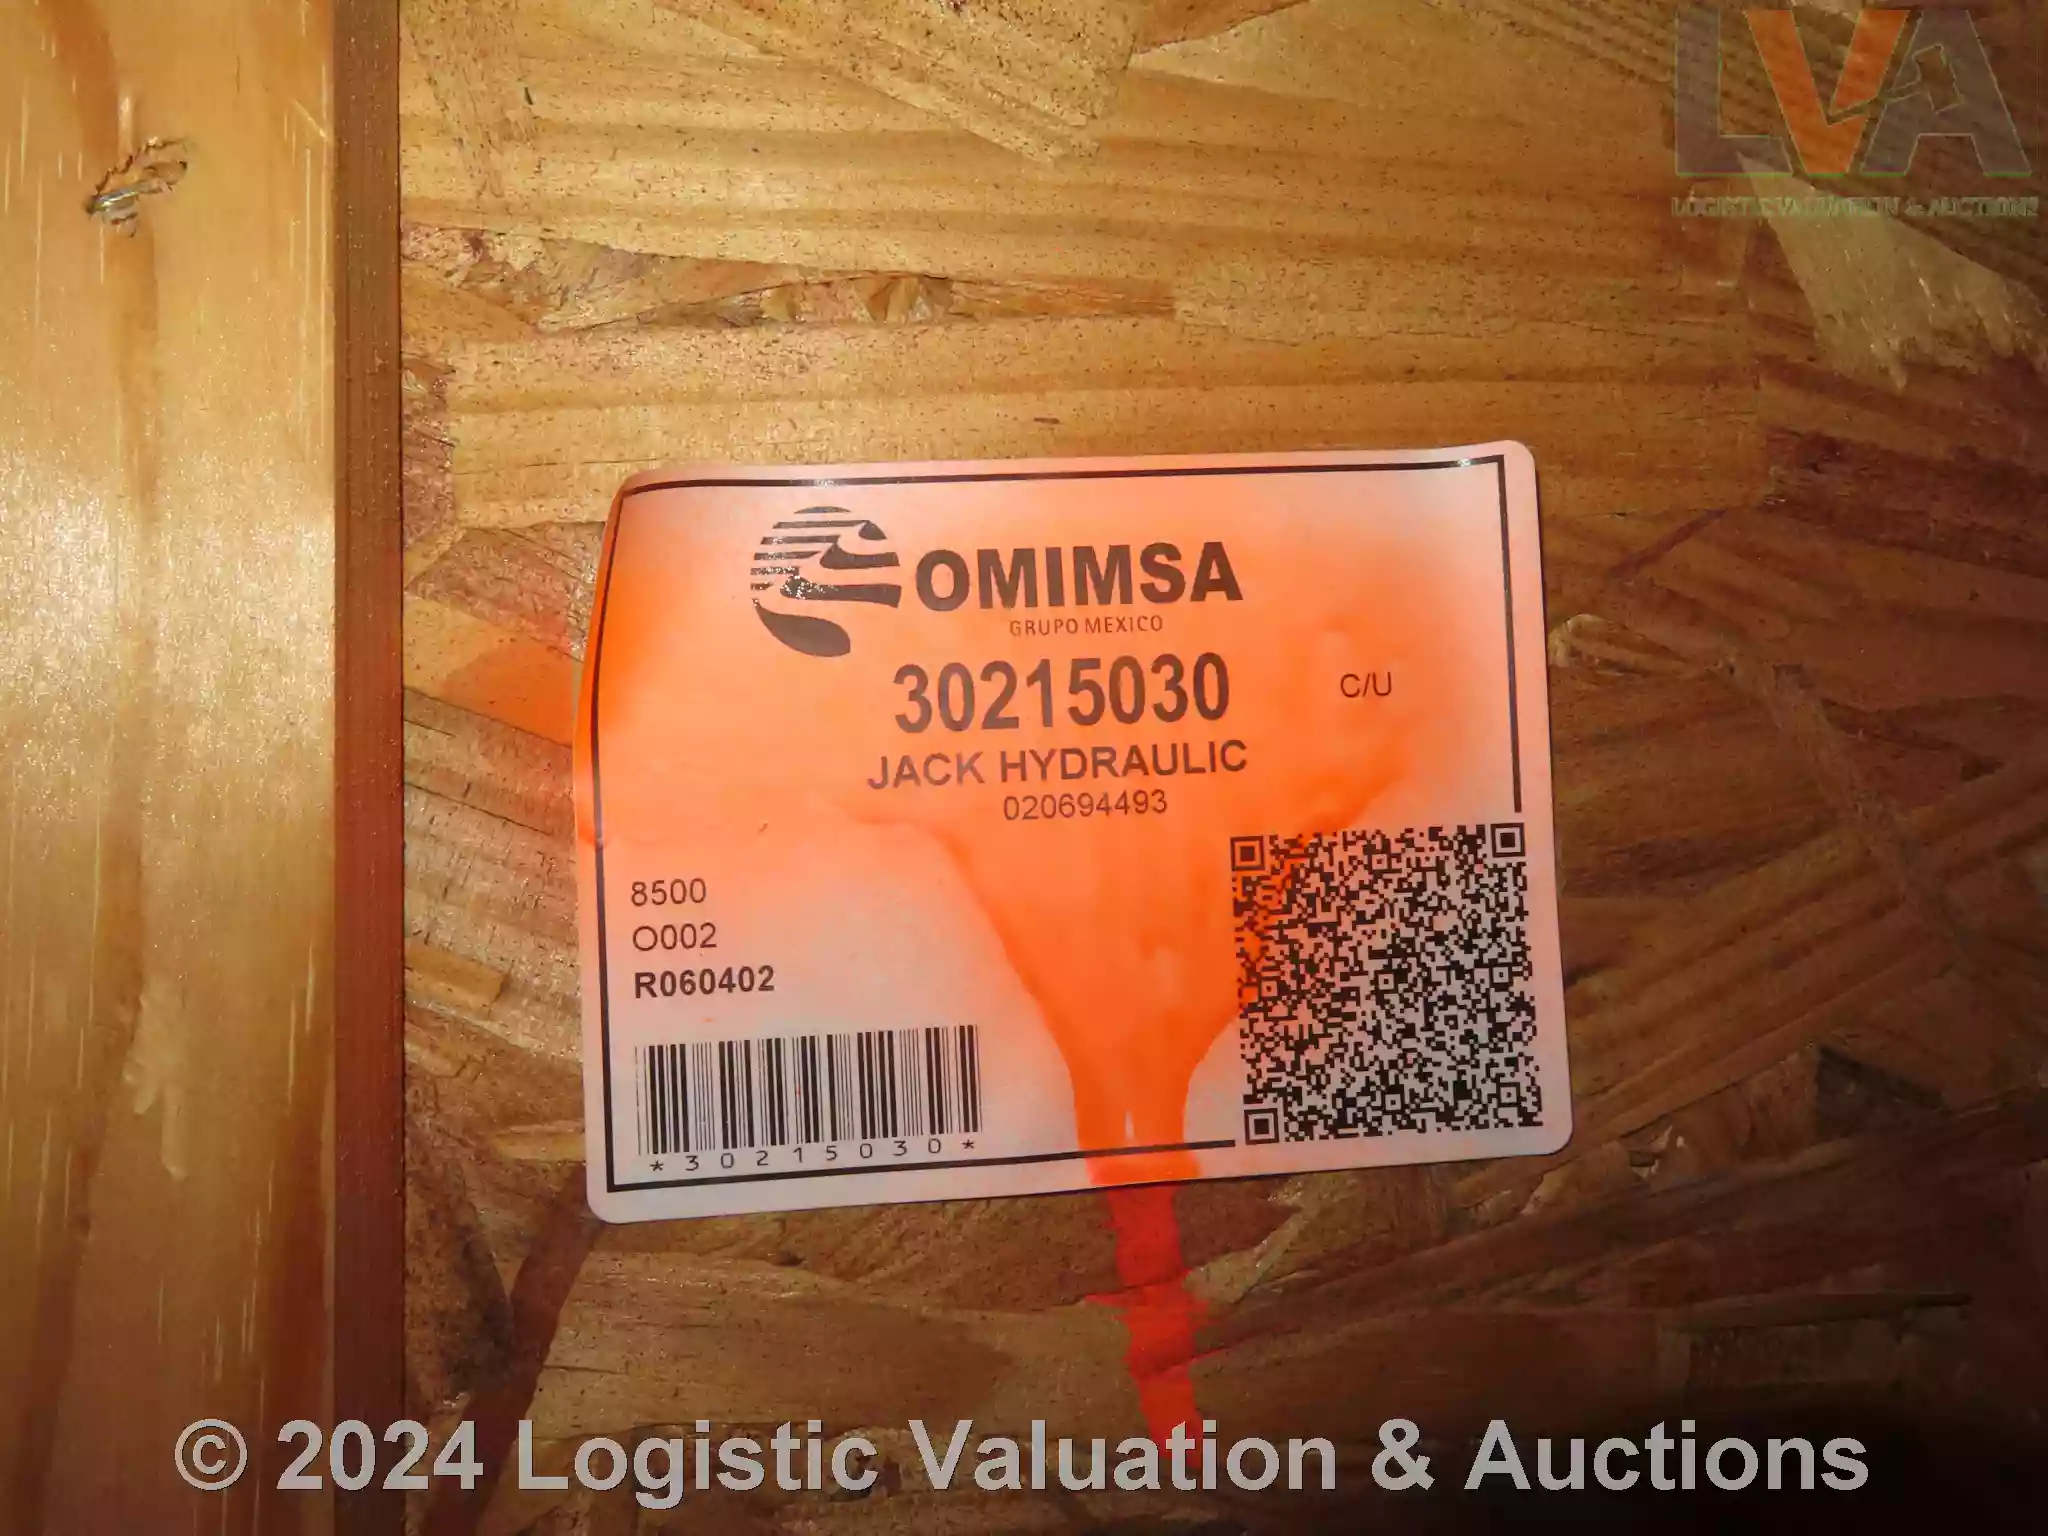 LVA
LOGISTIC VALUATION & AUCTIONS
OMIMSA
GRUPO MEXICO
30215030
C/U
JACK HYDRAULIC
020694493
8500
O002
R060402
*30215030*
© 2024 Logistic Valuation & Auctions